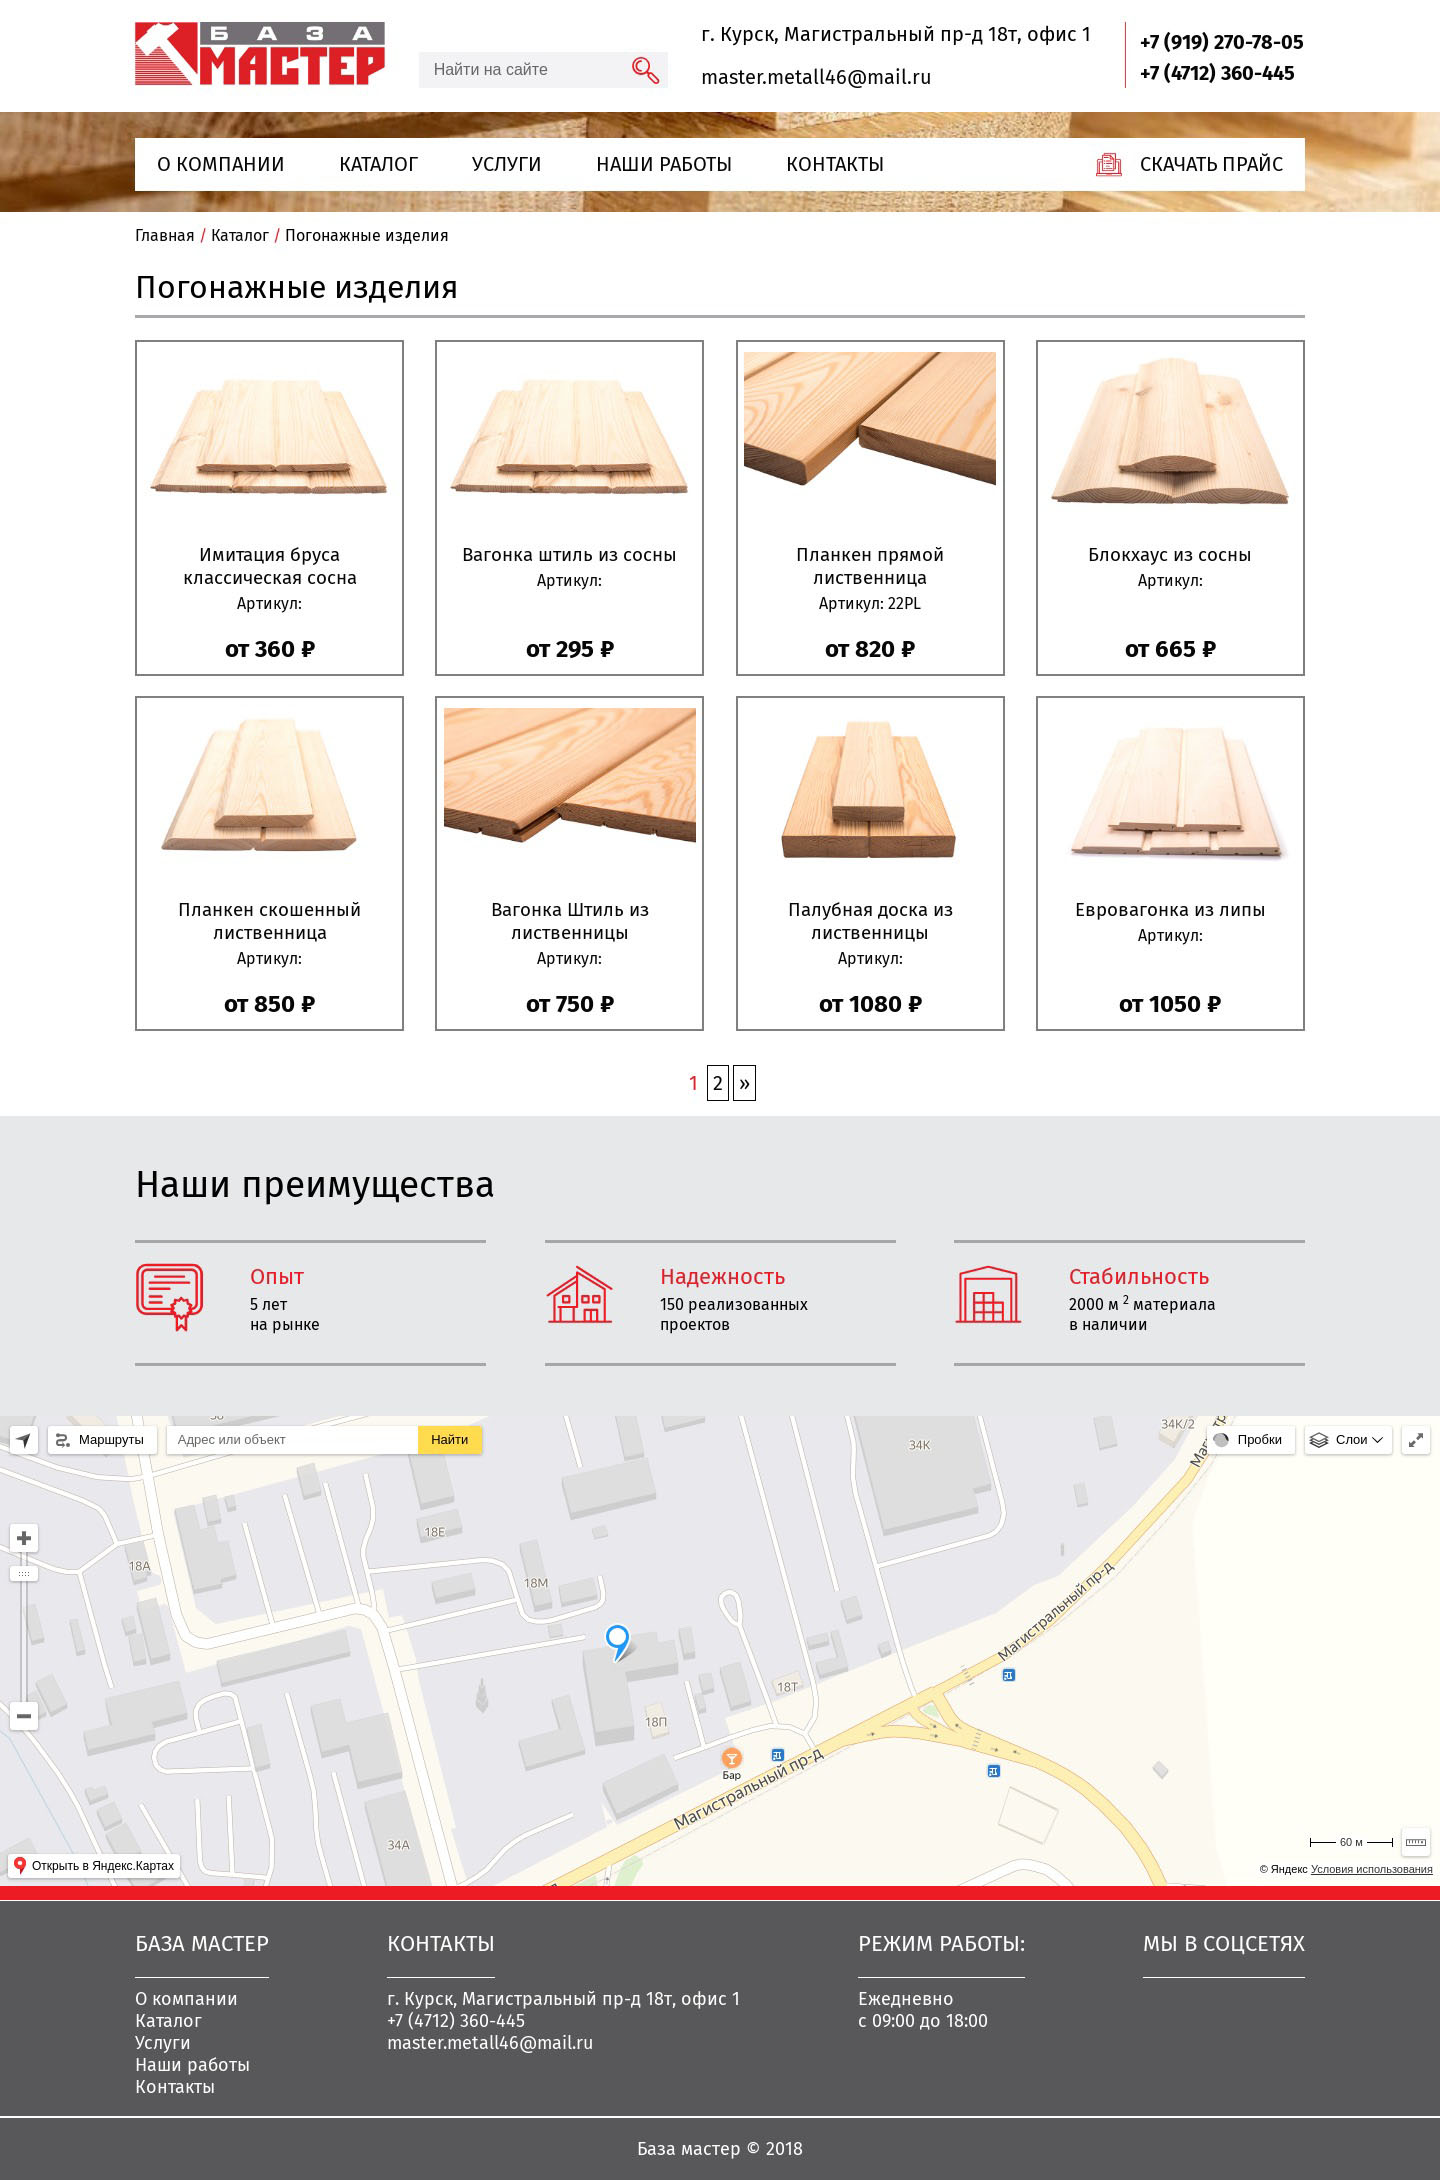 БАЗА
МАСТЕР
Найти на сайте
г. Курск, Магистральный пр-д 18т, офис 1
master.metall46@mail.ru
+7 (919) 270-78-05
+7 (4712) 360-445
О КОМПАНИИ
КАТАЛОГ
УСЛУГИ
НАШИ РАБОТЫ
КОНТАКТЫ
СКАЧАТЬ ПРАЙС
Главная / Каталог / Погонажные изделия
Погонажные изделия
Имитация бруса
классическая сосна
Артикул:
от 360 ₽
Вагонка штиль из сосны
Артикул:
от 295 ₽
Планкен прямой
лиственница
Артикул: 22PL
от 820 ₽
Блокхаус из сосны
Артикул:
от 665 ₽
Планкен скошенный
лиственница
Артикул:
от 850 ₽
Вагонка Штиль из
лиственницы
Артикул:
от 750 ₽
Палубная доска из
лиственницы
Артикул:
от 1080 ₽
Евровагонка из липы
Артикул:
от 1050 ₽
1 2 »
Наши преимущества
Опыт
5 лет
на рынке
Надежность
150 реализованных
проектов
Стабильность
2000 м 2 материала
в наличии
Маршруты
Адрес или объект
Найти
Пробки
Слои
34К
34К/2
18Е
18А
18М
18Т
18П
34А
Бар
Магистральный пр-д
Магистральный пр-д
60 м
Открыть в Яндекс.Картах
© Яндекс Условия использования
БАЗА МАСТЕР
О компании
Каталог
Услуги
Наши работы
Контакты
КОНТАКТЫ
г. Курск, Магистральный пр-д 18т, офис 1
+7 (4712) 360-445
master.metall46@mail.ru
РЕЖИМ РАБОТЫ:
Ежедневно
с 09:00 до 18:00
МЫ В СОЦСЕТЯХ
База мастер © 2018